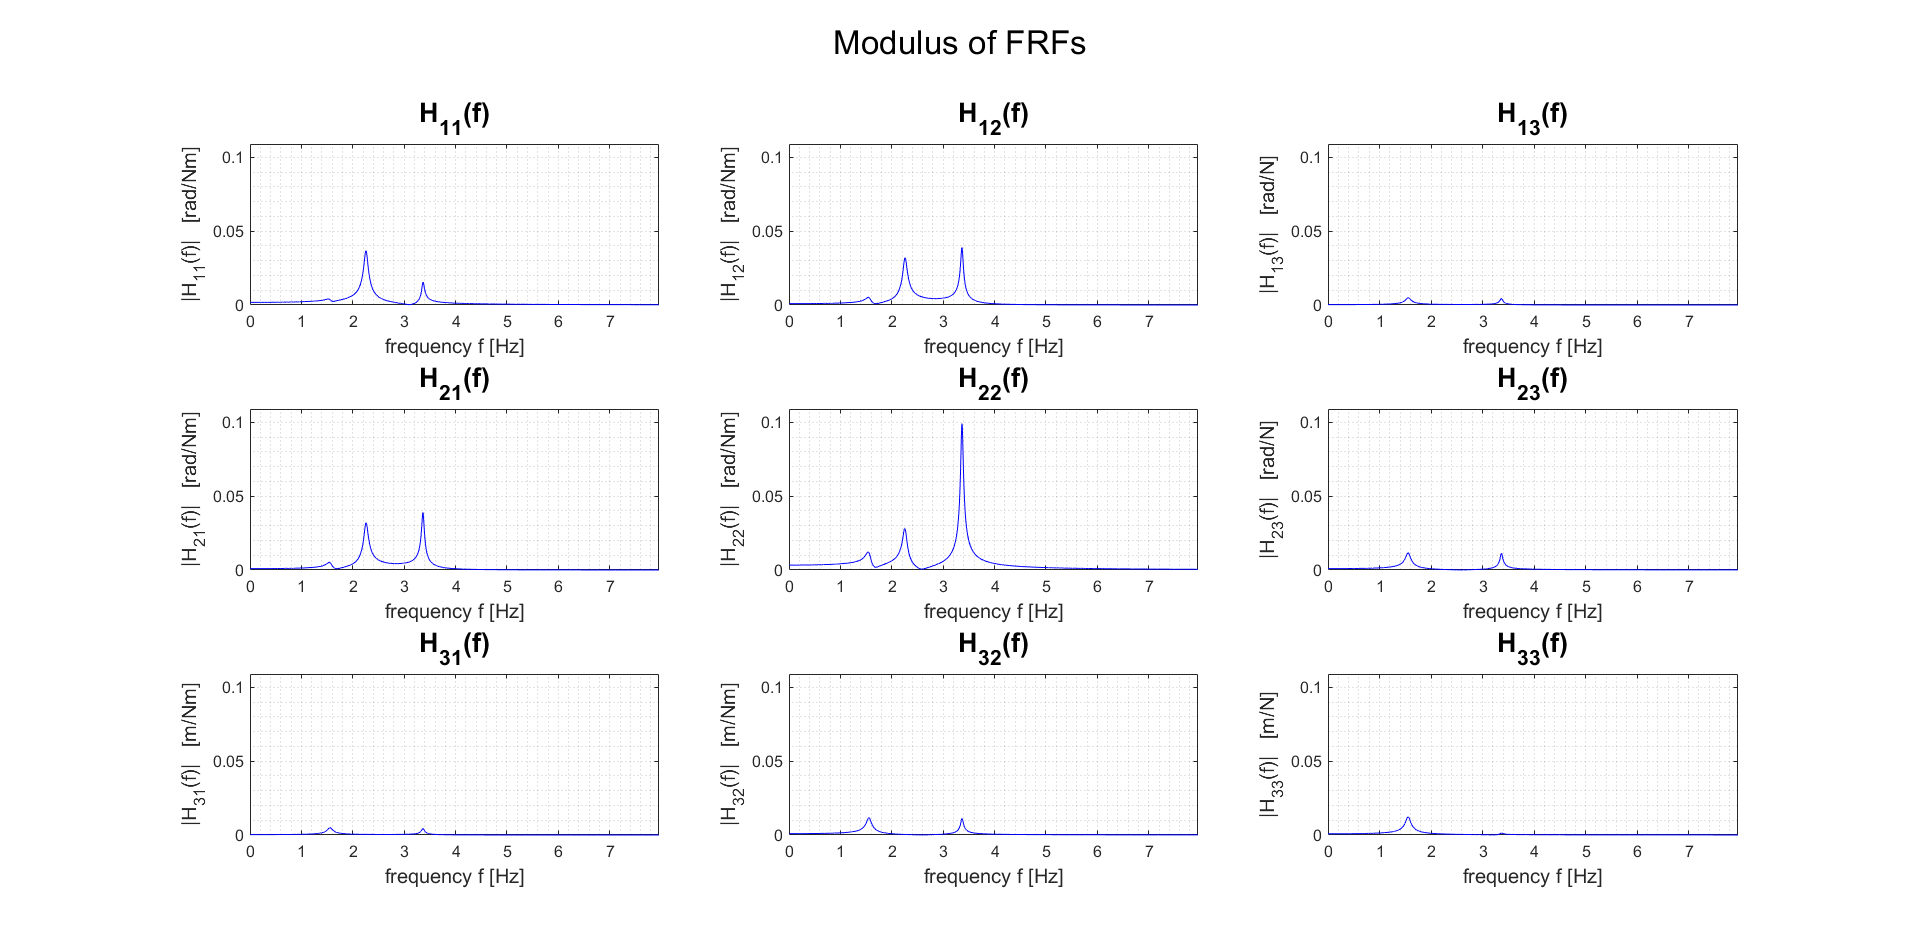 Modulus of FRFs
H11(f)
|H11(f)| [rad/Nm]
0.1
0.05
0
0 1 2 3 4 5 6 7
frequency f [Hz]
H12(f)
|H12(f)| [rad/Nm]
0.1
0.05
0
0 1 2 3 4 5 6 7
frequency f [Hz]
H13(f)
|H13(f)| [rad/N]
0.1
0.05
0
0 1 2 3 4 5 6 7
frequency f [Hz]
H21(f)
|H21(f)| [rad/Nm]
0.1
0.05
0
0 1 2 3 4 5 6 7
frequency f [Hz]
H22(f)
|H22(f)| [rad/Nm]
0.1
0.05
0
0 1 2 3 4 5 6 7
frequency f [Hz]
H23(f)
|H23(f)| [rad/N]
0.1
0.05
0
0 1 2 3 4 5 6 7
frequency f [Hz]
H31(f)
|H31(f)| [m/Nm]
0.1
0.05
0
0 1 2 3 4 5 6 7
frequency f [Hz]
H32(f)
|H32(f)| [m/Nm]
0.1
0.05
0
0 1 2 3 4 5 6 7
frequency f [Hz]
H33(f)
|H33(f)| [m/N]
0.1
0.05
0
0 1 2 3 4 5 6 7
frequency f [Hz]